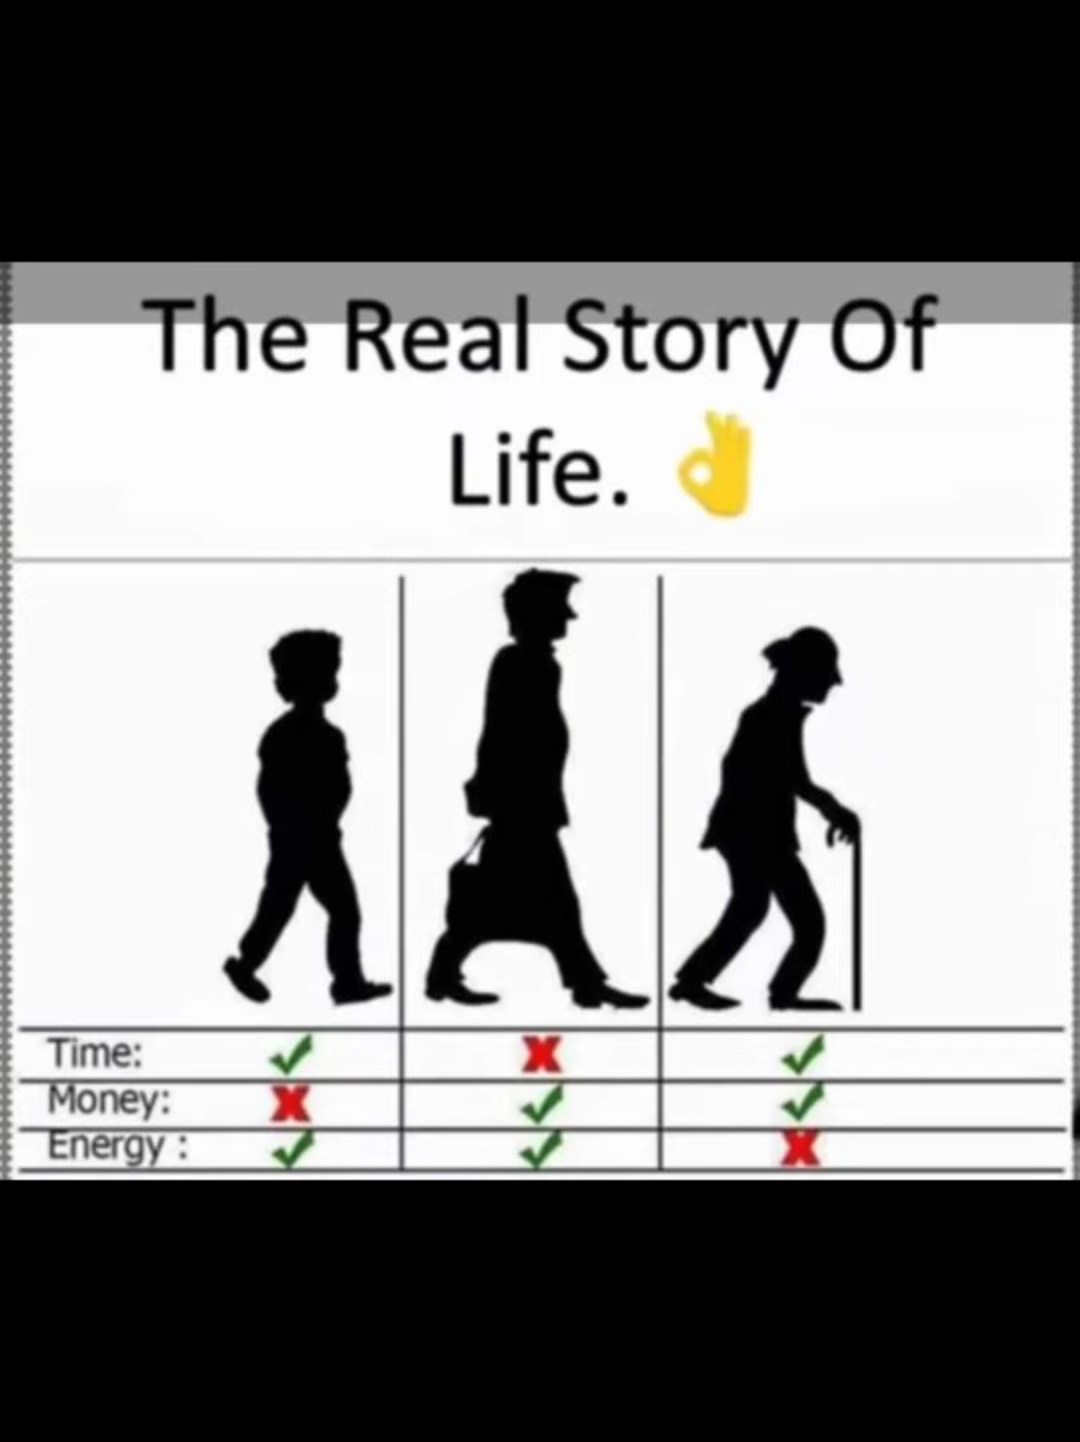 The Real Story Of
Life. 👌
Time: ✔ ✘ ✔
Money: ✘ ✔ ✔
Energy : ✔ ✔ ✘